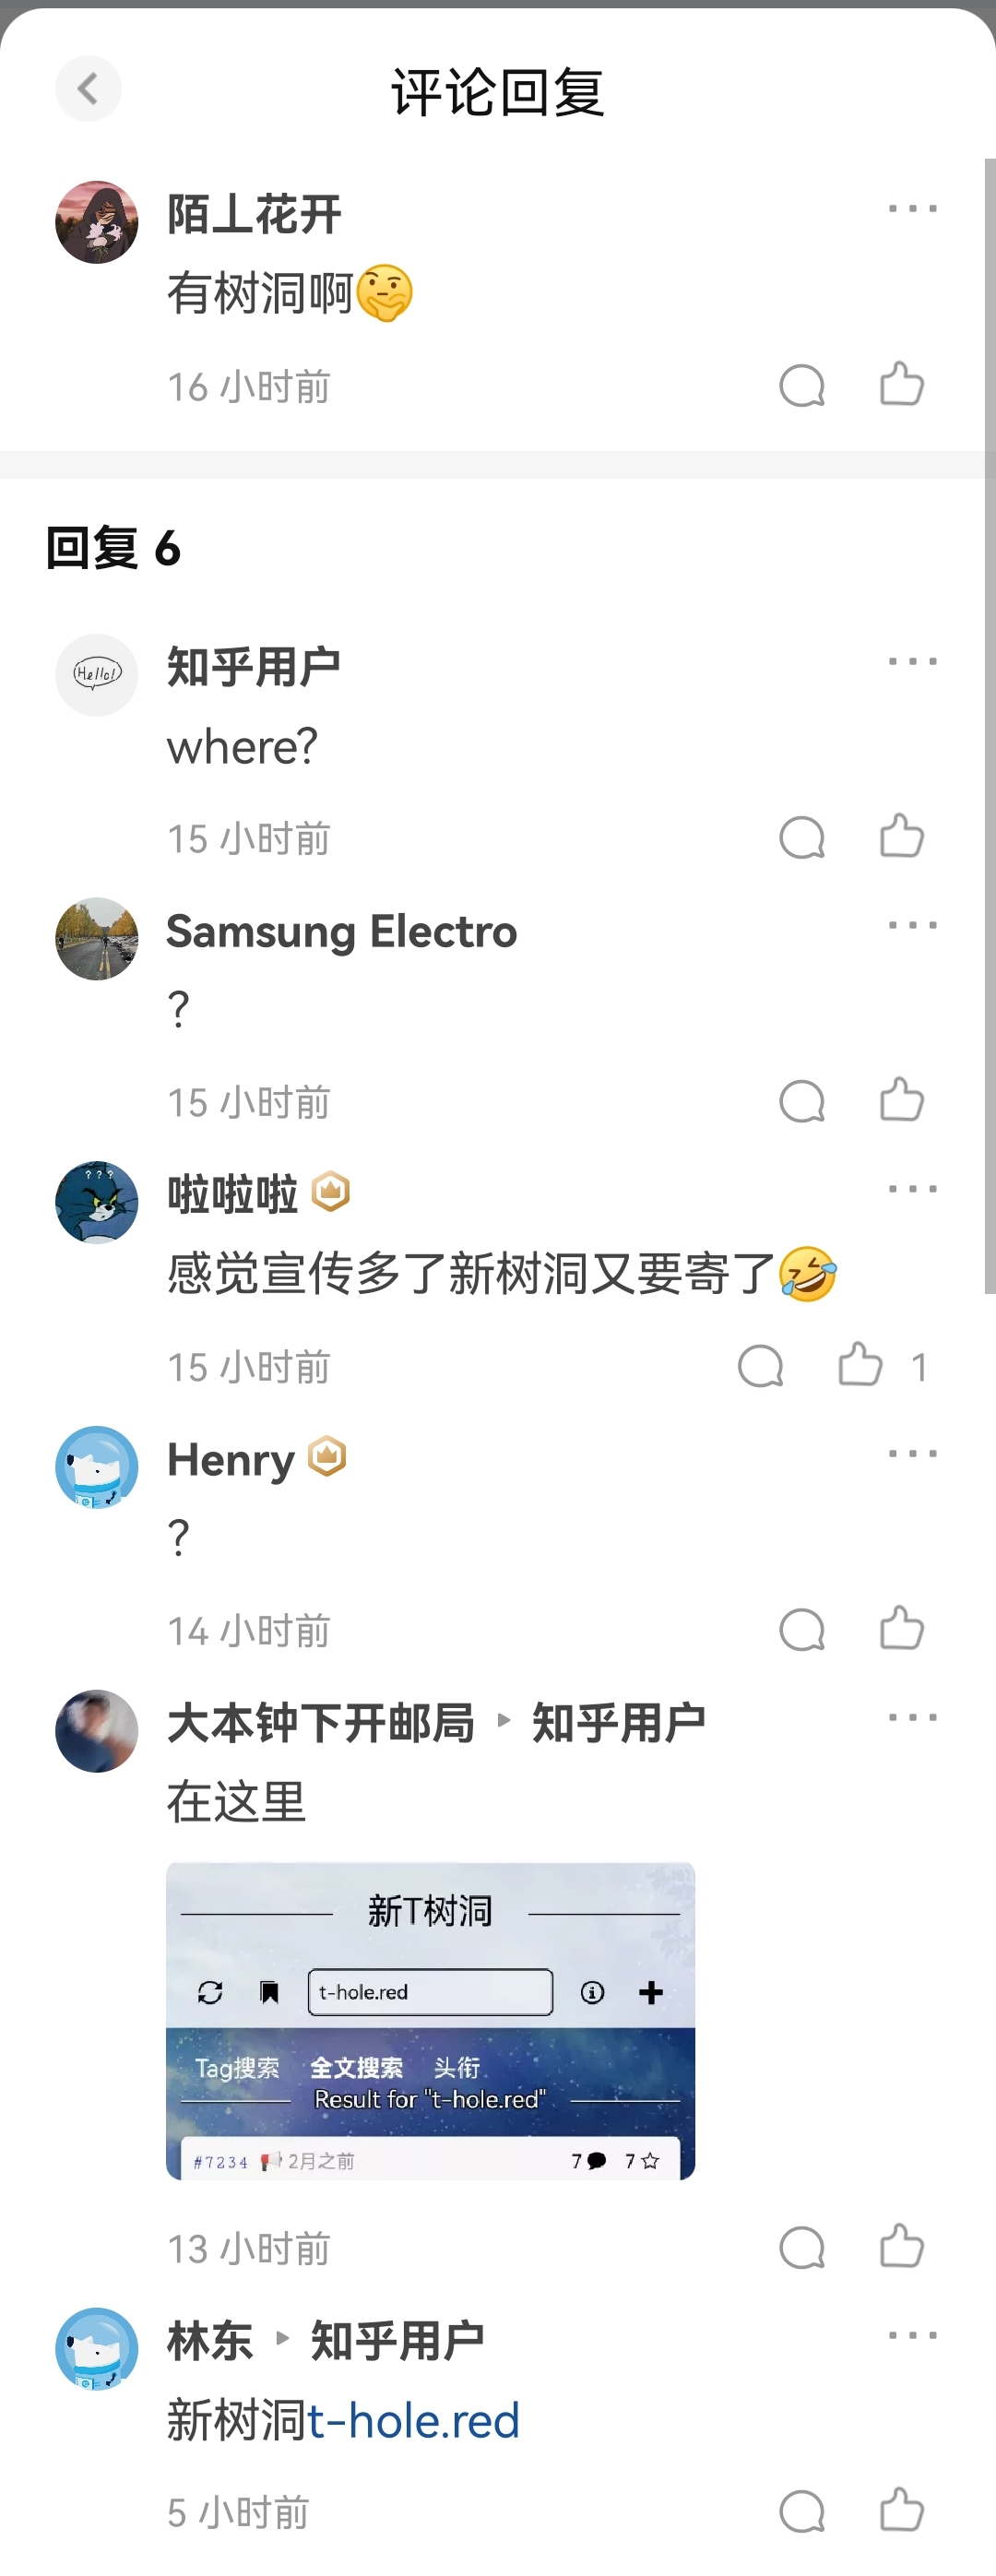 评论回复
陌上花开
有树洞啊🤔
16 小时前
回复 6
Hello!
知乎用户
where?
15 小时前
Samsung Electro
?
15 小时前
???
啦啦啦
感觉宣传多了新树洞又要寄了🤣
15 小时前
1
Henry
?
14 小时前
大本钟下开邮局 ▸ 知乎用户
在这里
新T树洞
t-hole.red
Tag搜索 全文搜索 头衔
Result for "t-hole.red"
#7234 📢 2月之前 7 7
13 小时前
林东 ▸ 知乎用户
新树洞t-hole.red
5 小时前